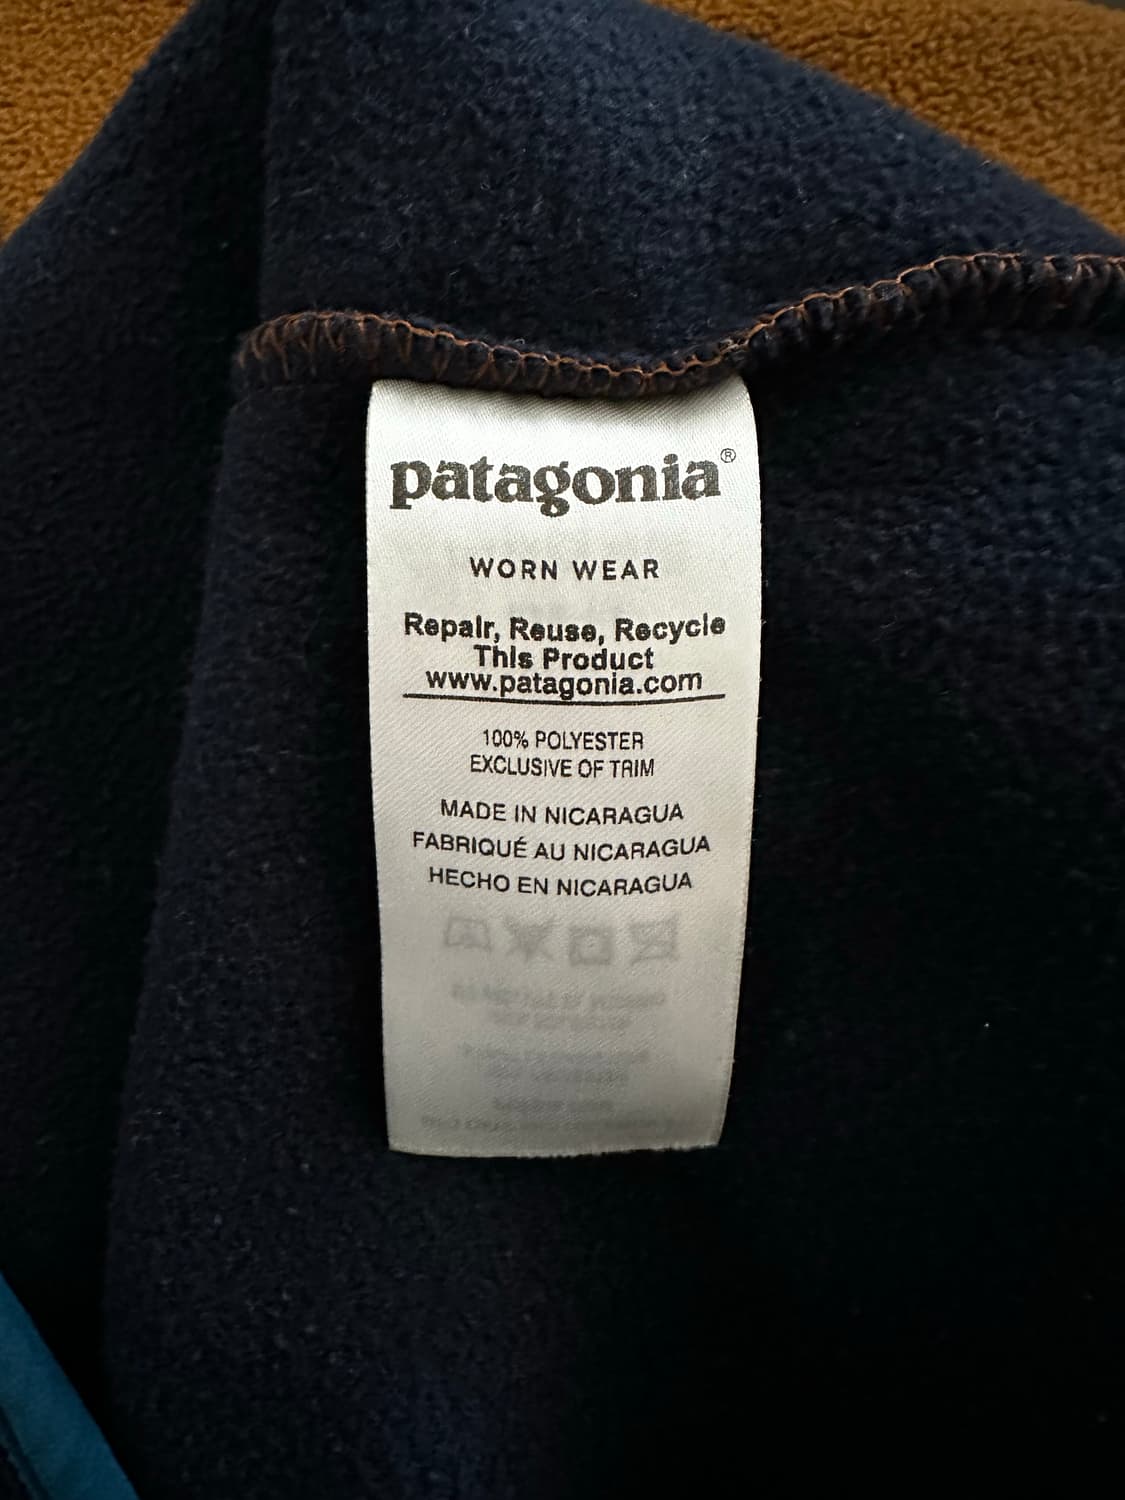 patagonia®
WORN WEAR
Repair, Reuse, Recycle
This Product
www.patagonia.com
100% POLYESTER
EXCLUSIVE OF TRIM
MADE IN NICARAGUA
FABRIQUÉ AU NICARAGUA
HECHO EN NICARAGUA